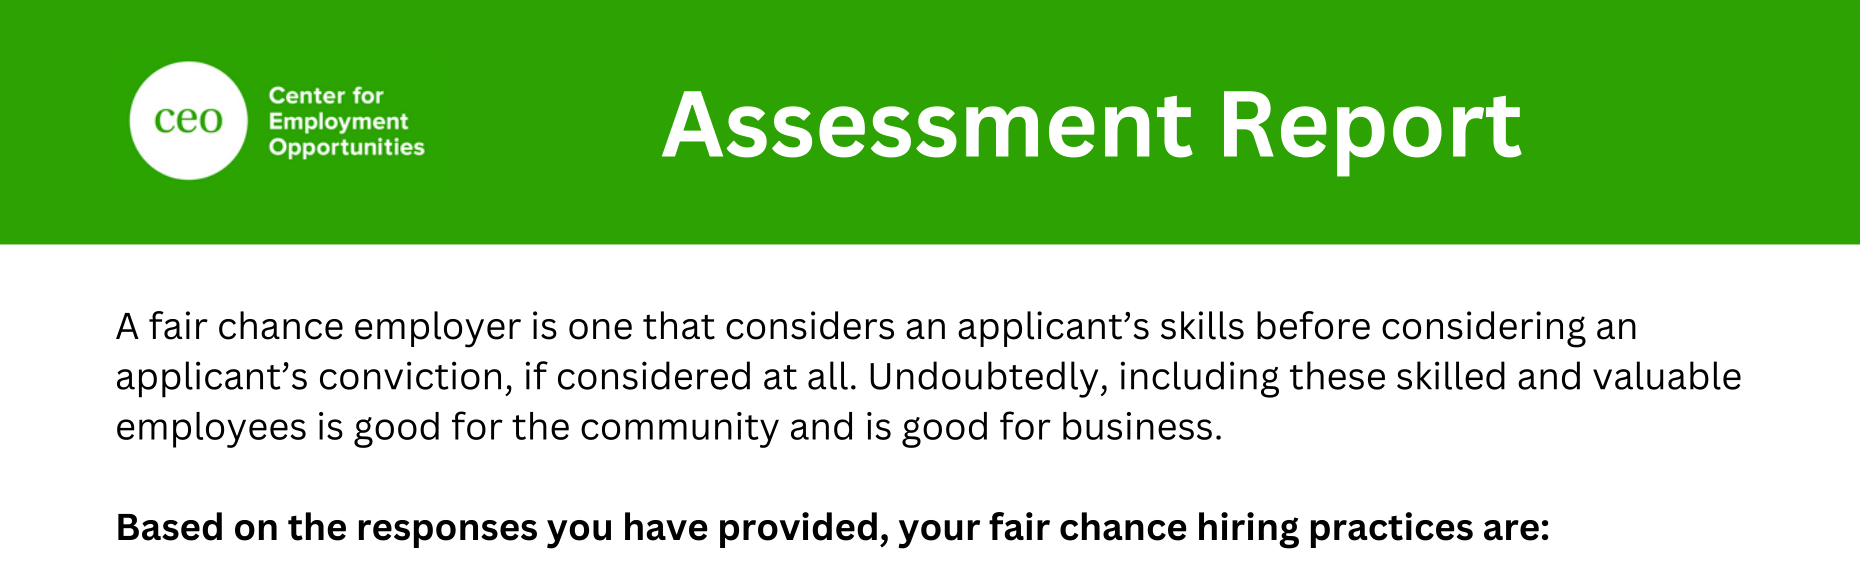 ceo
Center for
Employment
Opportunities
Assessment Report
A fair chance employer is one that considers an applicant’s skills before considering an
applicant’s conviction, if considered at all. Undoubtedly, including these skilled and valuable
employees is good for the community and is good for business.
Based on the responses you have provided, your fair chance hiring practices are: